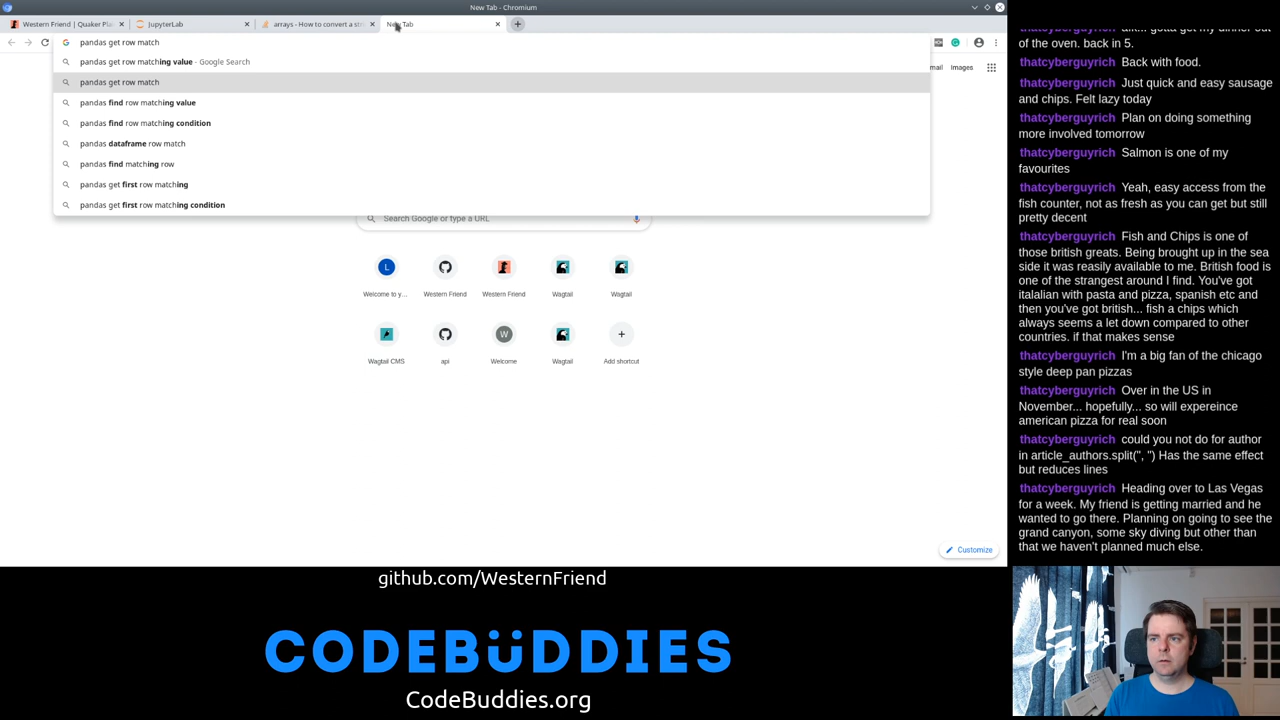 New Tab - Chromium
Western Friend | Quaker Pla
JupyterLab
arrays - How to convert a str
New Tab
pandas get row match
pandas get row matching value - Google Search
pandas get row match
pandas find row matching value
pandas find row matching condition
pandas dataframe row match
pandas find matching row
pandas get first row matching
pandas get first row matching condition
mail Images
Search Google or type a URL
L
Welcome to y...
Western Friend
Western Friend
Wagtail
Wagtail
Wagtail CMS
api
W
Welcome
Wagtail
Add shortcut
Customize
of the oven. back in 5.
thatcyberguyrich Back with food.
thatcyberguyrich Just quick and easy sausage
and chips. Felt lazy today
thatcyberguyrich Plan on doing something
more involved tomorrow
thatcyberguyrich Salmon is one of my
favourites
thatcyberguyrich Yeah, easy access from the
fish counter, not as fresh as you can get but still
pretty decent
thatcyberguyrich Fish and Chips is one of
those british greats. Being brought up in the sea
side it was reasily available to me. British food is
one of the strangest around I find. You've got
italalian with pasta and pizza, spanish etc and
then you've got british... fish a chips which
always seems a let down compared to other
countries. if that makes sense
thatcyberguyrich I'm a big fan of the chicago
style deep pan pizzas
thatcyberguyrich Over in the US in
November... hopefully... so will expereince
american pizza for real soon
thatcyberguyrich could you not do for author
in article_authors.split(", ") Has the same effect
but reduces lines
thatcyberguyrich Heading over to Las Vegas
for a week. My friend is getting married and he
wanted to go there. Planning on going to see the
grand canyon, some sky diving but other than
that we haven't planned much else.
github.com/WesternFriend
CODEBÜDDIES
CodeBuddies.org